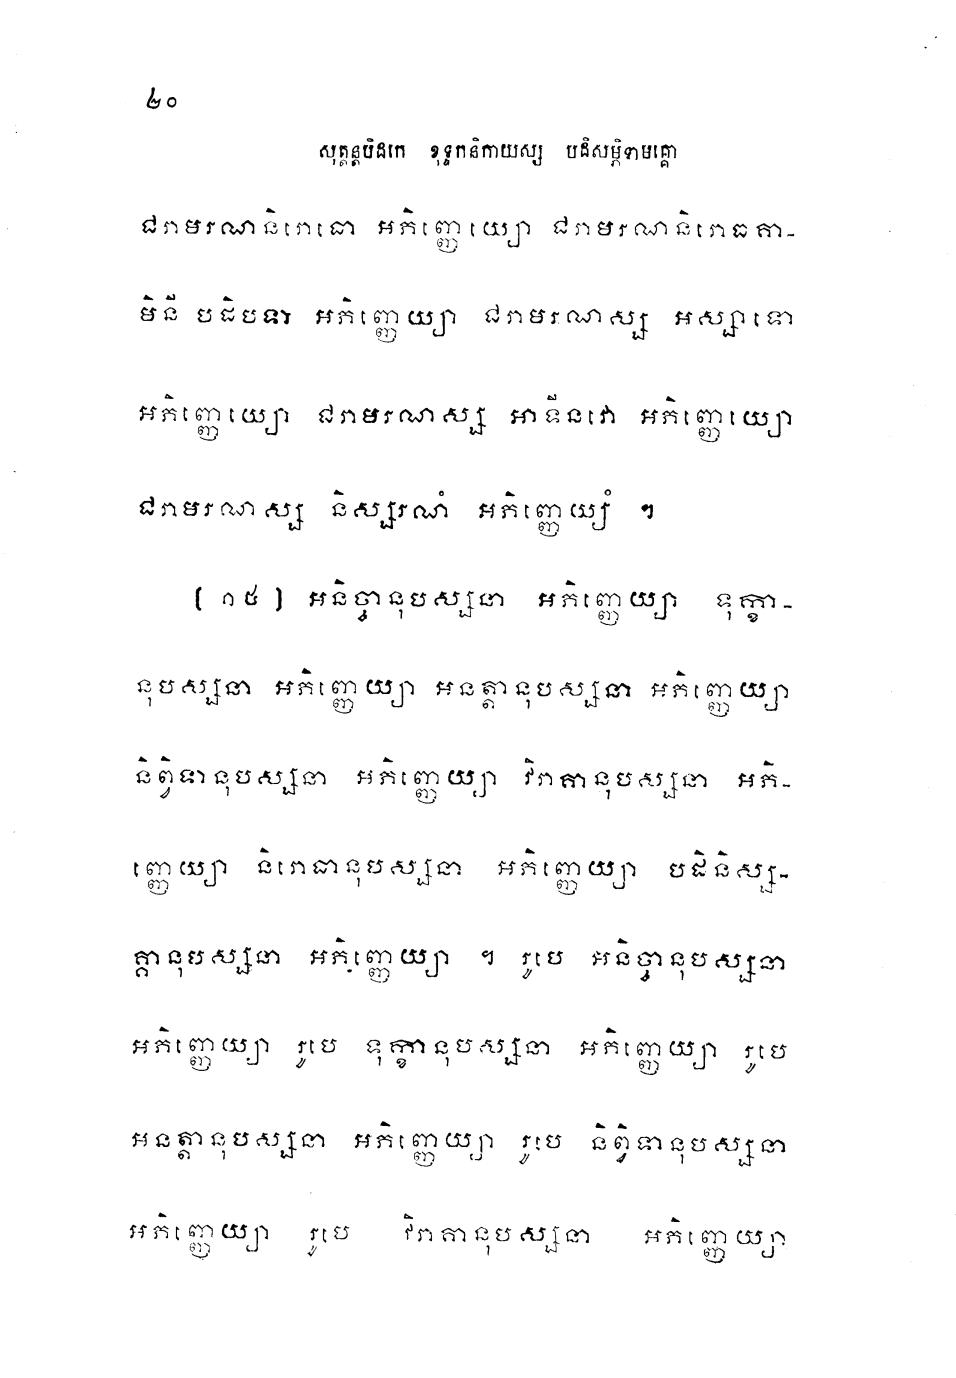 ២០
សុត្តន្តបិដកេ ខុទ្ទកនិកាយស្ស បដិសម្ភិទាមគ្គោ
ជរាមរណានិរោធោ អភិញ្ញេយ្យោ ជរាមរណានិរោធគា-
មិនី បដិបទា អភិញ្ញេយ្យា ជរាមរណស្ស អស្សាទោ
អភិញ្ញេយ្យោ ជរាមរណស្ស អាទីនវោ អភិញ្ញេយ្យោ
ជរាមរណស្ស និស្សរណំ អភិញ្ញេយ្យំ ។
[ ១៥ ] អនិច្ចានុបស្សនា អភិញ្ញេយ្យា ទុក្ខា-
នុបស្សនា អភិញ្ញេយ្យា អនត្តានុបស្សនា អភិញ្ញេយ្យា
និព្វិទានុបស្សនា អភិញ្ញេយ្យា វិរាគានុបស្សនា អភិ-
ញ្ញេយ្យា និរោធានុបស្សនា អភិញ្ញេយ្យា បដិនិស្ស-
គ្គានុបស្សនា អភិញ្ញេយ្យា ។ រូបេ អនិច្ចានុបស្សនា
អភិញ្ញេយ្យា រូបេ ទុក្ខានុបស្សនា អភិញ្ញេយ្យា រូបេ
អនត្តានុបស្សនា អភិញ្ញេយ្យា រូបេ និព្វិទានុបស្សនា
អភិញ្ញេយ្យា រូបេ វិរាគានុបស្សនា អភិញ្ញេយ្យា